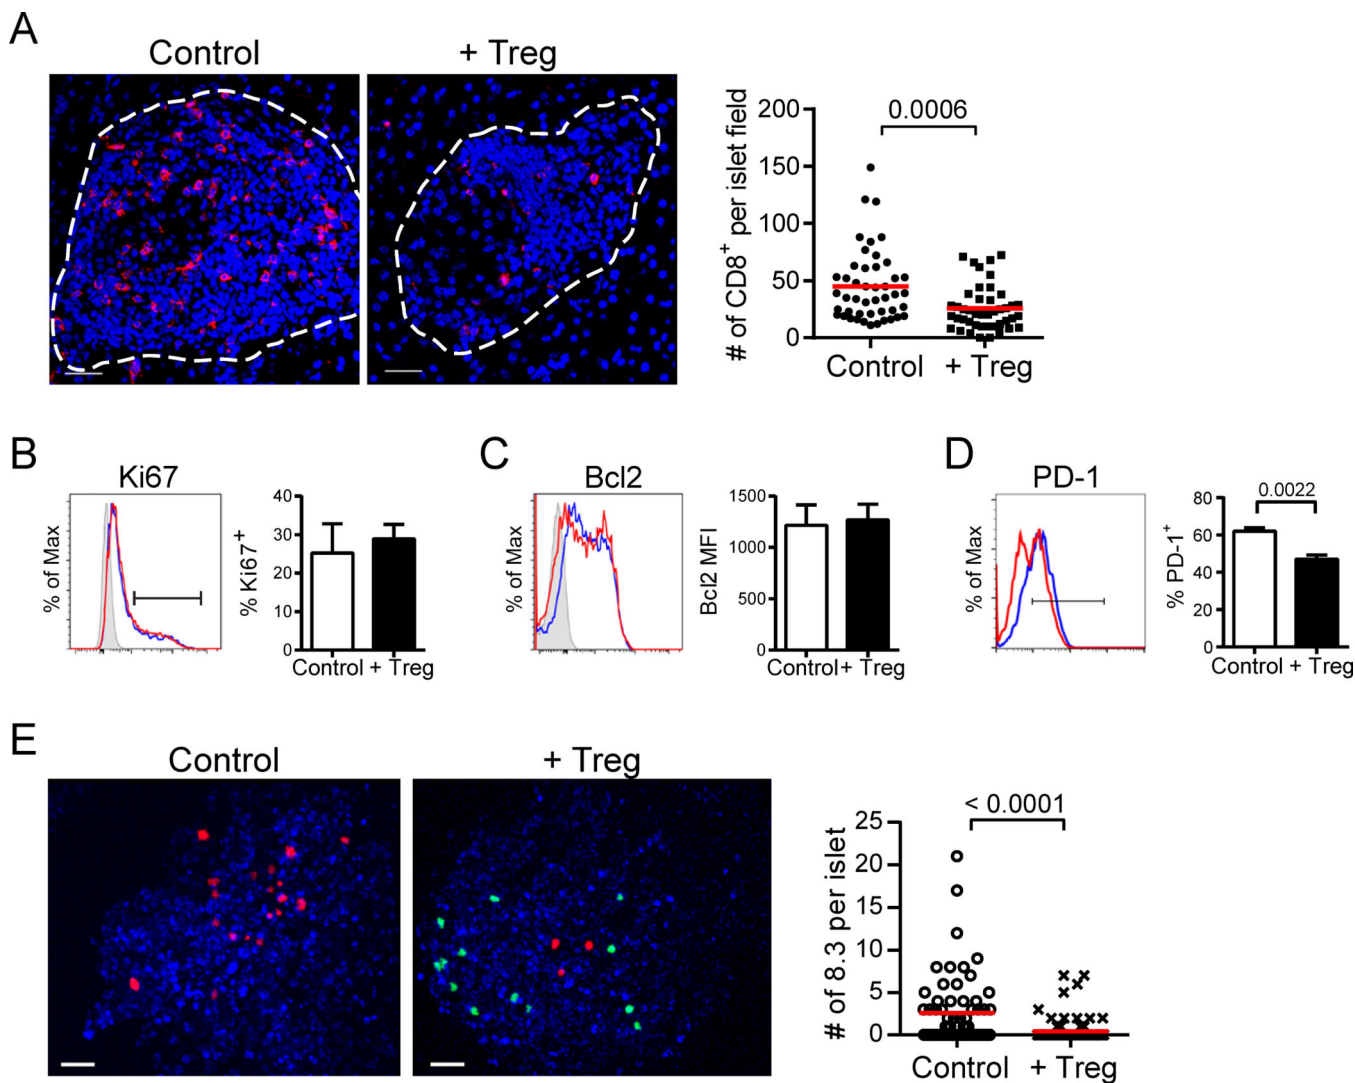 A
Control
+ Treg
# of CD8⁺ per islet field
200
150
100
50
0
0.0006
Control
+ Treg
B
Ki67
% of Max
% Ki67⁺
40
30
20
10
0
Control + Treg
C
Bcl2
% of Max
Bcl2 MFI
1500
1000
500
0
Control + Treg
D
PD-1
% of Max
% PD-1⁺
80
60
40
20
0
0.0022
Control + Treg
E
Control
+ Treg
# of 8.3 per islet
25
20
15
10
5
0
< 0.0001
Control
+ Treg